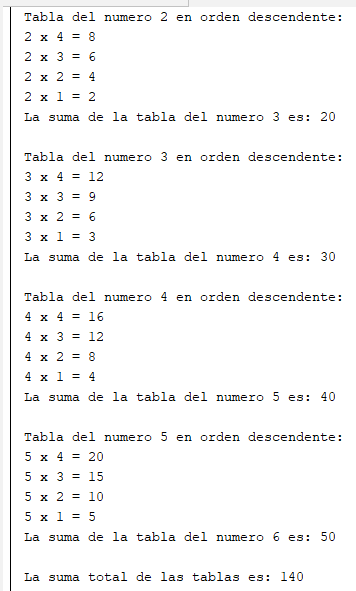 Tabla del numero 2 en orden descendente:
2 x 4 = 8
2 x 3 = 6
2 x 2 = 4
2 x 1 = 2
La suma de la tabla del numero 3 es: 20
Tabla del numero 3 en orden descendente:
3 x 4 = 12
3 x 3 = 9
3 x 2 = 6
3 x 1 = 3
La suma de la tabla del numero 4 es: 30
Tabla del numero 4 en orden descendente:
4 x 4 = 16
4 x 3 = 12
4 x 2 = 8
4 x 1 = 4
La suma de la tabla del numero 5 es: 40
Tabla del numero 5 en orden descendente:
5 x 4 = 20
5 x 3 = 15
5 x 2 = 10
5 x 1 = 5
La suma de la tabla del numero 6 es: 50
La suma total de las tablas es: 140